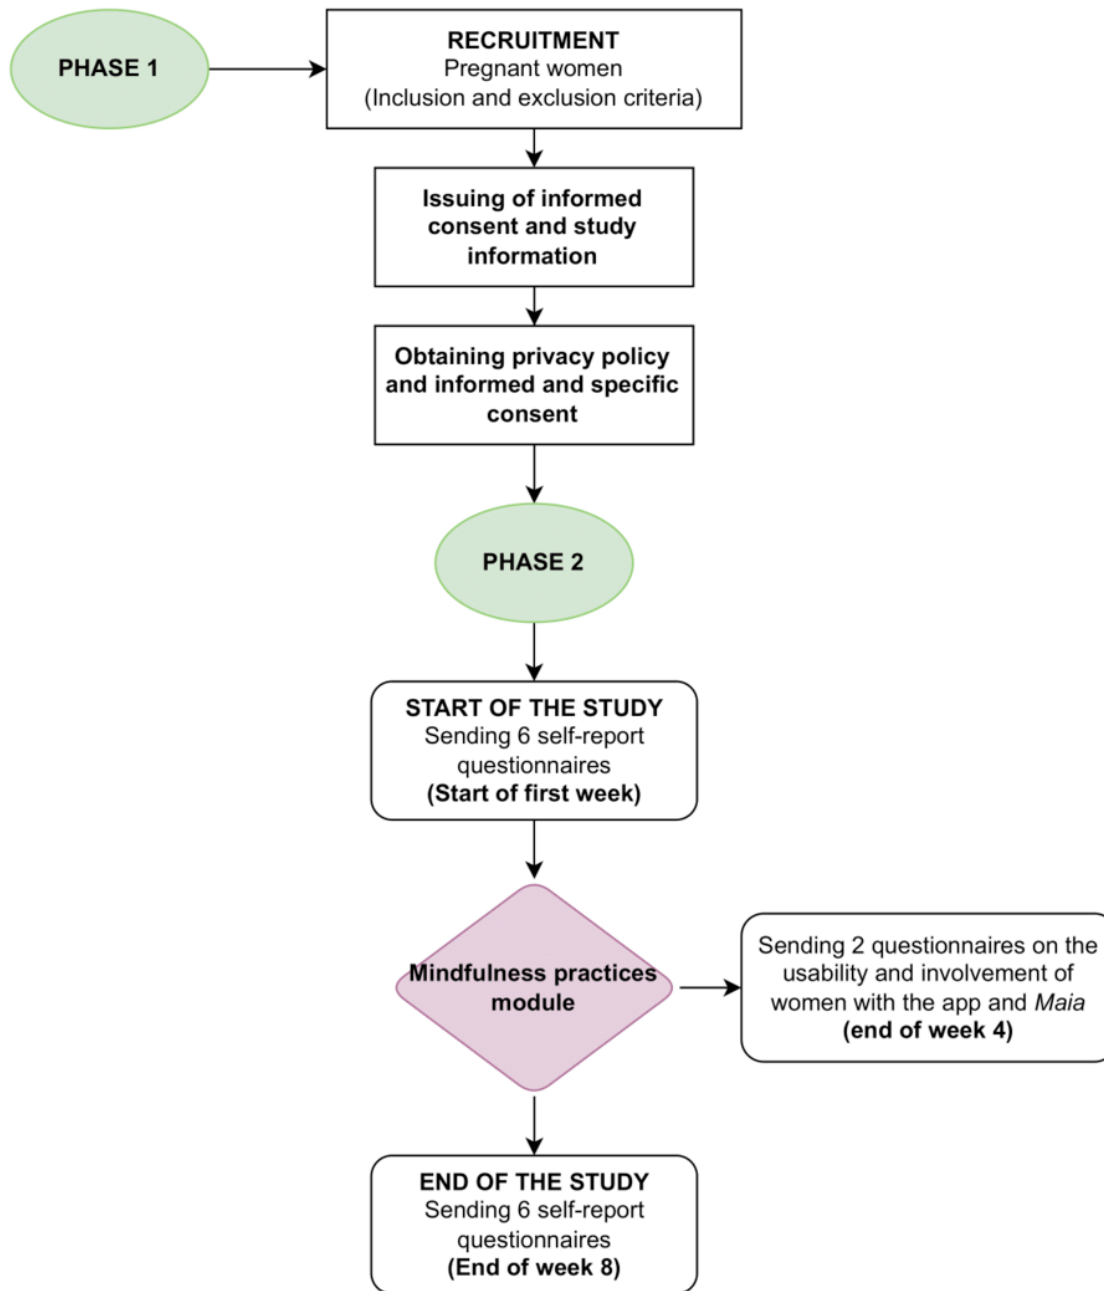 PHASE 1
RECRUITMENT
Pregnant women
(Inclusion and exclusion criteria)
Issuing of informed
consent and study
information
Obtaining privacy policy
and informed and specific
consent
PHASE 2
START OF THE STUDY
Sending 6 self-report
questionnaires
(Start of first week)
Mindfulness practices
module
Sending 2 questionnaires on the
usability and involvement of
women with the app and Maia
(end of week 4)
END OF THE STUDY
Sending 6 self-report
questionnaires
(End of week 8)